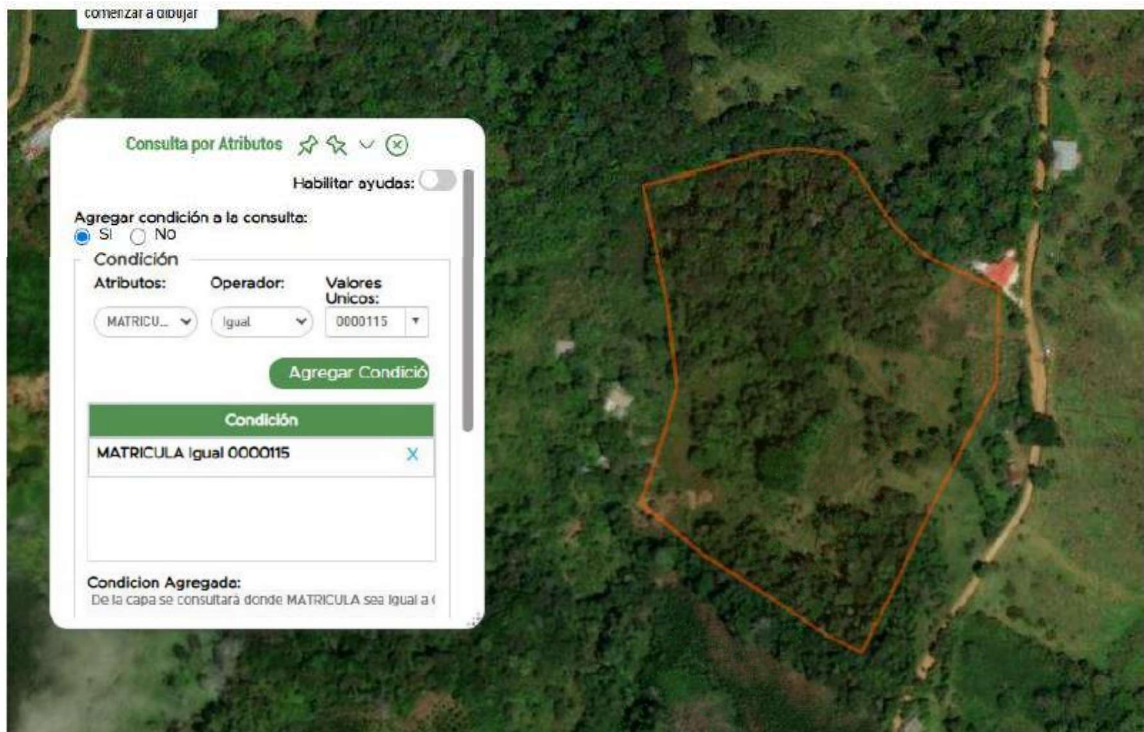 comenzar a dibujar
Consulta por Atributos
Habilitar ayudas:
Agregar condición a la consulta:
Si No
Condición
Atributos: Operador: Valores
Unicos:
MATRICU... Igual 0000115
Agregar Condició
Condición
MATRICULA Igual 0000115 X
Condicion Agregada:
De la capa se consultará donde MATRICULA sea Igual a